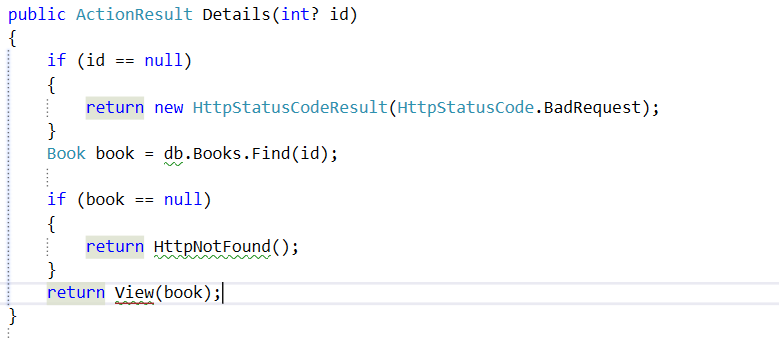 public ActionResult Details(int? id)
{
if (id == null)
{
return new HttpStatusCodeResult(HttpStatusCode.BadRequest);
}
Book book = db.Books.Find(id);
if (book == null)
{
return HttpNotFound();
}
return View(book);
}